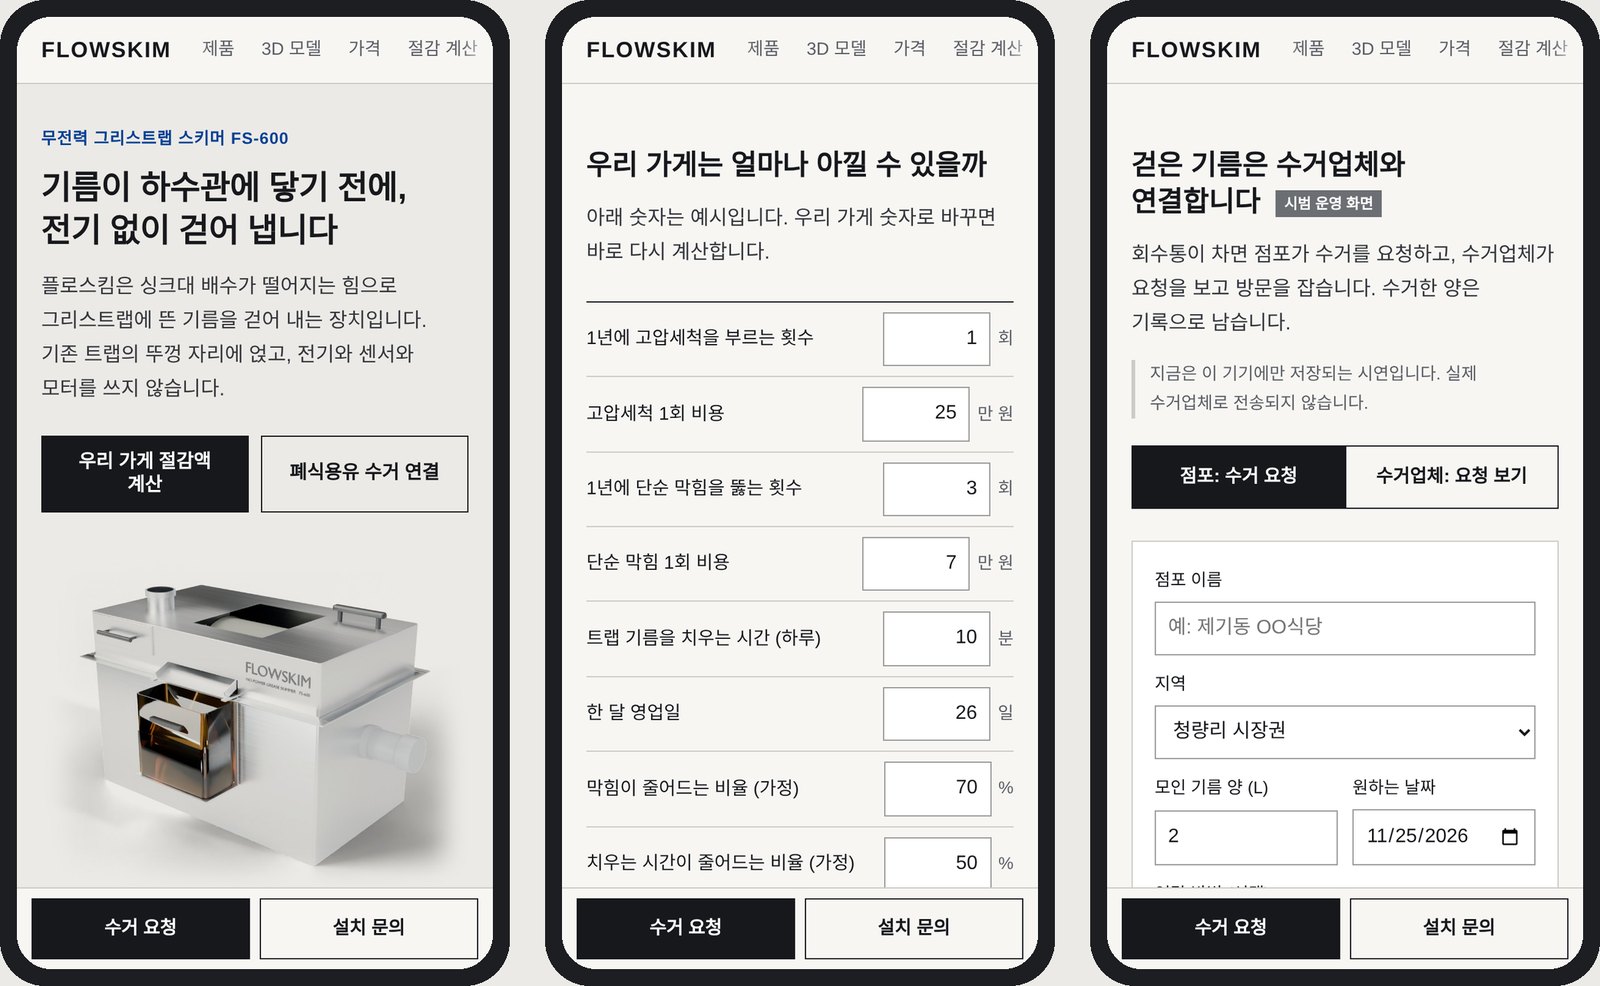 FLOWSKIM 제품 3D 모델 가격 절감 계산
무전력 그리스트랩 스키머 FS-600
기름이 하수관에 닿기 전에,
전기 없이 걷어 냅니다
플로스킴은 싱크대 배수가 떨어지는 힘으로
그리스트랩에 뜬 기름을 걷어 내는 장치입니다.
기존 트랩의 뚜껑 자리에 얹고, 전기와 센서와
모터를 쓰지 않습니다.
우리 가게 절감액
계산
폐식용유 수거 연결
FLOWSKIM
수거 요청
설치 문의
FLOWSKIM 제품 3D 모델 가격 절감 계산
우리 가게는 얼마나 아낄 수 있을까
아래 숫자는 예시입니다. 우리 가게 숫자로 바꾸면
바로 다시 계산합니다.
1년에 고압세척을 부르는 횟수 1 회
고압세척 1회 비용 25 만 원
1년에 단순 막힘을 뚫는 횟수 3 회
단순 막힘 1회 비용 7 만 원
트랩 기름을 치우는 시간 (하루) 10 분
한 달 영업일 26 일
막힘이 줄어드는 비율 (가정) 70 %
치우는 시간이 줄어드는 비율 (가정) 50 %
수거 요청
설치 문의
FLOWSKIM 제품 3D 모델 가격 절감 계산
걷은 기름은 수거업체와
연결합니다 시범 운영 화면
회수통이 차면 점포가 수거를 요청하고, 수거업체가
요청을 보고 방문을 잡습니다. 수거한 양은
기록으로 남습니다.
지금은 이 기기에만 저장되는 시연입니다. 실제
수거업체로 전송되지 않습니다.
점포: 수거 요청
수거업체: 요청 보기
점포 이름
예: 제기동 OO식당
지역
청량리 시장권
모인 기름 양 (L) 원하는 날짜
2 11/25/2026
수거 요청
설치 문의